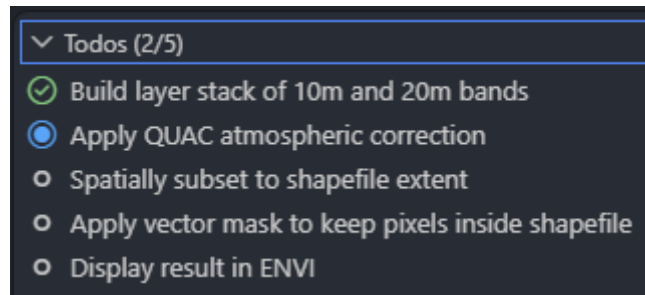 Todos (2/5)
Build layer stack of 10m and 20m bands
Apply QUAC atmospheric correction
Spatially subset to shapefile extent
Apply vector mask to keep pixels inside shapefile
Display result in ENVI